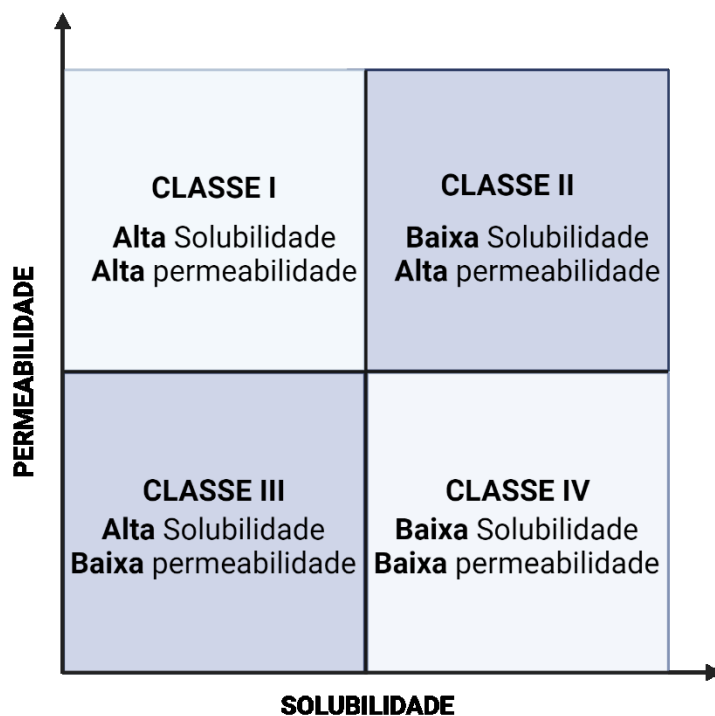 CLASSE I
Alta Solubilidade
Alta permeabilidade
CLASSE II
Baixa Solubilidade
Alta permeabilidade
PERMEABILIDADE
CLASSE III
Alta Solubilidade
Baixa permeabilidade
CLASSE IV
Baixa Solubilidade
Baixa permeabilidade
SOLUBILIDADE